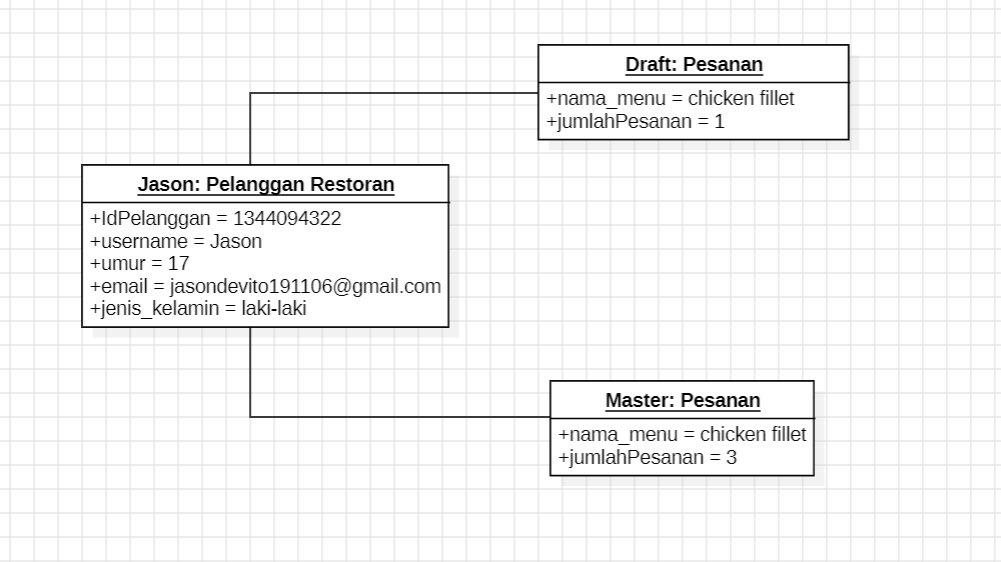 Draft: Pesanan
+nama_menu = chicken fillet
+jumlahPesanan = 1
Jason: Pelanggan Restoran
+IdPelanggan = 1344094322
+username = Jason
+umur = 17
+email = jasondevito191106@gmail.com
+jenis_kelamin = laki-laki
Master: Pesanan
+nama_menu = chicken fillet
+jumlahPesanan = 3